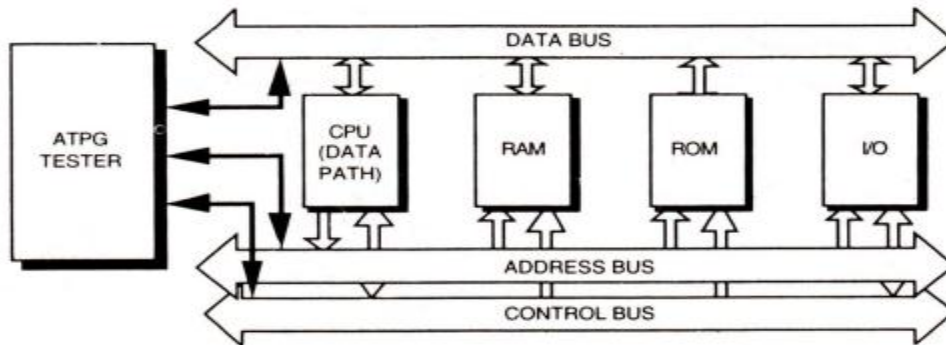 DATA BUS
ATPG
TESTER
CPU
(DATA
PATH)
RAM
ROM
I/O
ADDRESS BUS
CONTROL BUS